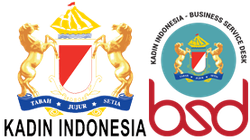 TABAH JUJUR SETIA
KADIN INDONESIA
KADIN INDONESIA - BUSINESS SERVICE DESK
bsd